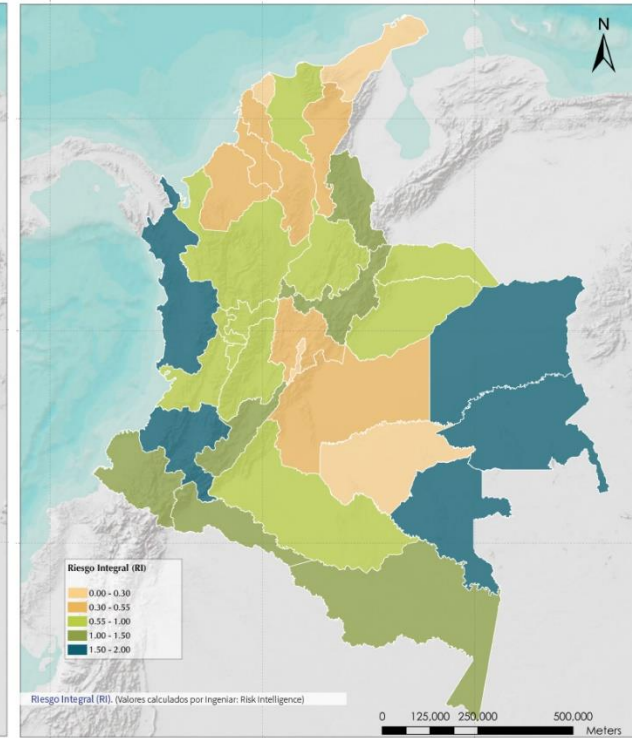 N
Riesgo Integral (RI)
0.00 - 0.30
0.30 - 0.55
0.55 - 1.00
1.00 - 1.50
1.50 - 2.00
Riesgo Integral (RI). (Valores calculados por Ingeniar: Risk Intelligence)
0 125,000 250,000 500,000
Meters